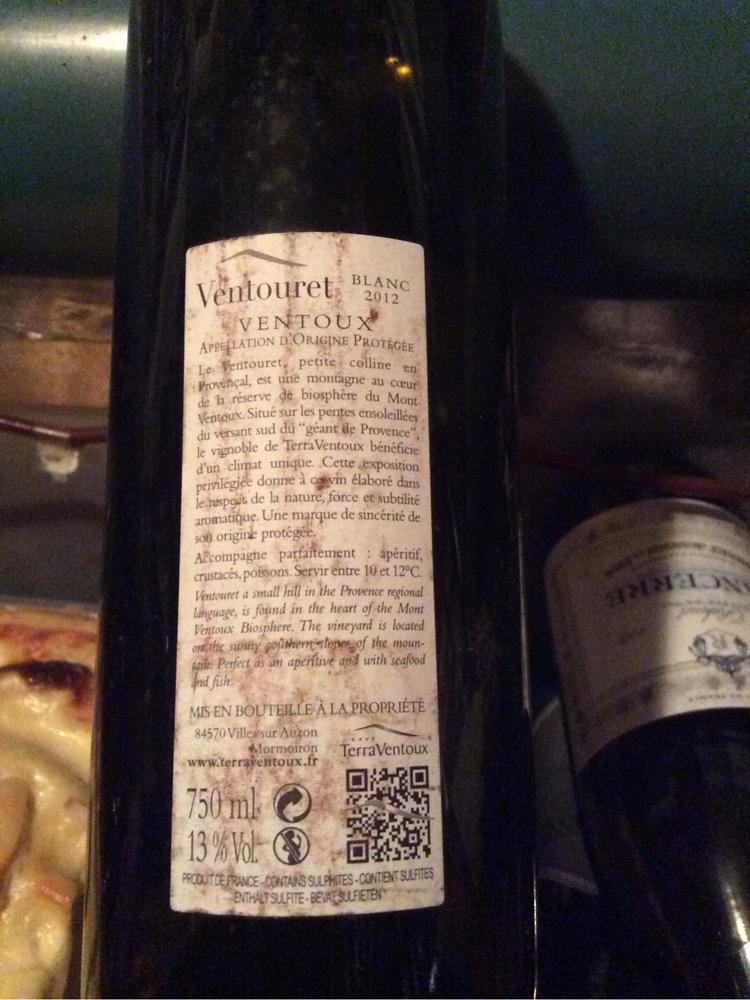 Ventouret BLANC
2012
VENTOUX
APPELLATION D'ORIGINE PROTÉGÉE
Le Ventouret, petite colline en
Provençal, est une montagne au cœur
de la réserve de biosphère du Mont
Ventoux. Situé sur les pentes ensoleillées
du versant sud du "géant de Provence",
le vignoble de TerraVentoux bénéficie
d'un climat unique. Cette exposition
privilégiée donne à ce vin élaboré dans
le respect de la nature, force et subtilité
aromatique. Une marque de sincérité de
son origine protégée.
Accompagne parfaitement : apéritif,
crustacés, poissons. Servir entre 10 et 12°C.
Ventouret a small hill in the Provence regional
language, is found in the heart of the Mont
Ventoux Biosphere. The vineyard is located
on the sunny southern slopes of the moun-
tain. Perfect as an aperitive and with seafood
and fish.
MIS EN BOUTEILLE À LA PROPRIÉTÉ
84570 Villes sur Auzon
Mormoiron
www.terraventoux.fr
CAVE
TerraVentoux
750 ml
13 % Vol.
PRODUIT DE FRANCE - CONTAINS SULPHITES - CONTIENT SULFITES
ENTHÄLT SULFITE - BEVAT SULFIETEN
NCERRE